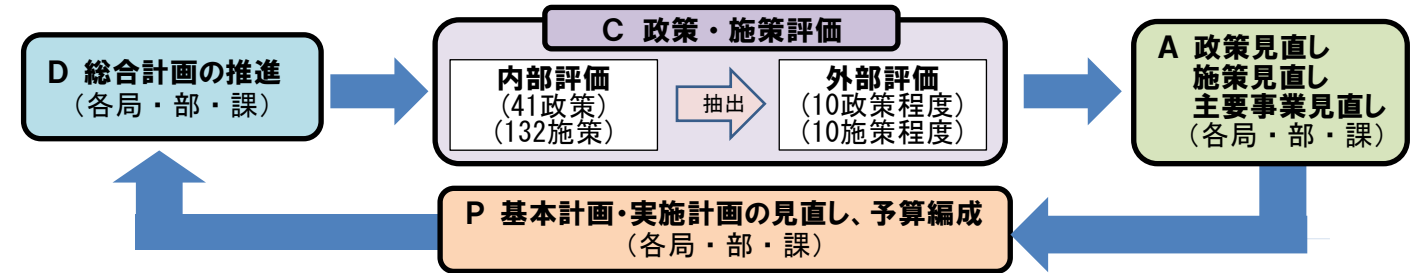 D 総合計画の推進
(各局・部・課)
C 政策・施策評価
内部評価
(41政策)
(132施策)
抽出
外部評価
(10政策程度)
(10施策程度)
A 政策見直し
施策見直し
主要事業見直し
(各局・部・課)
P 基本計画・実施計画の見直し、予算編成
(各局・部・課)